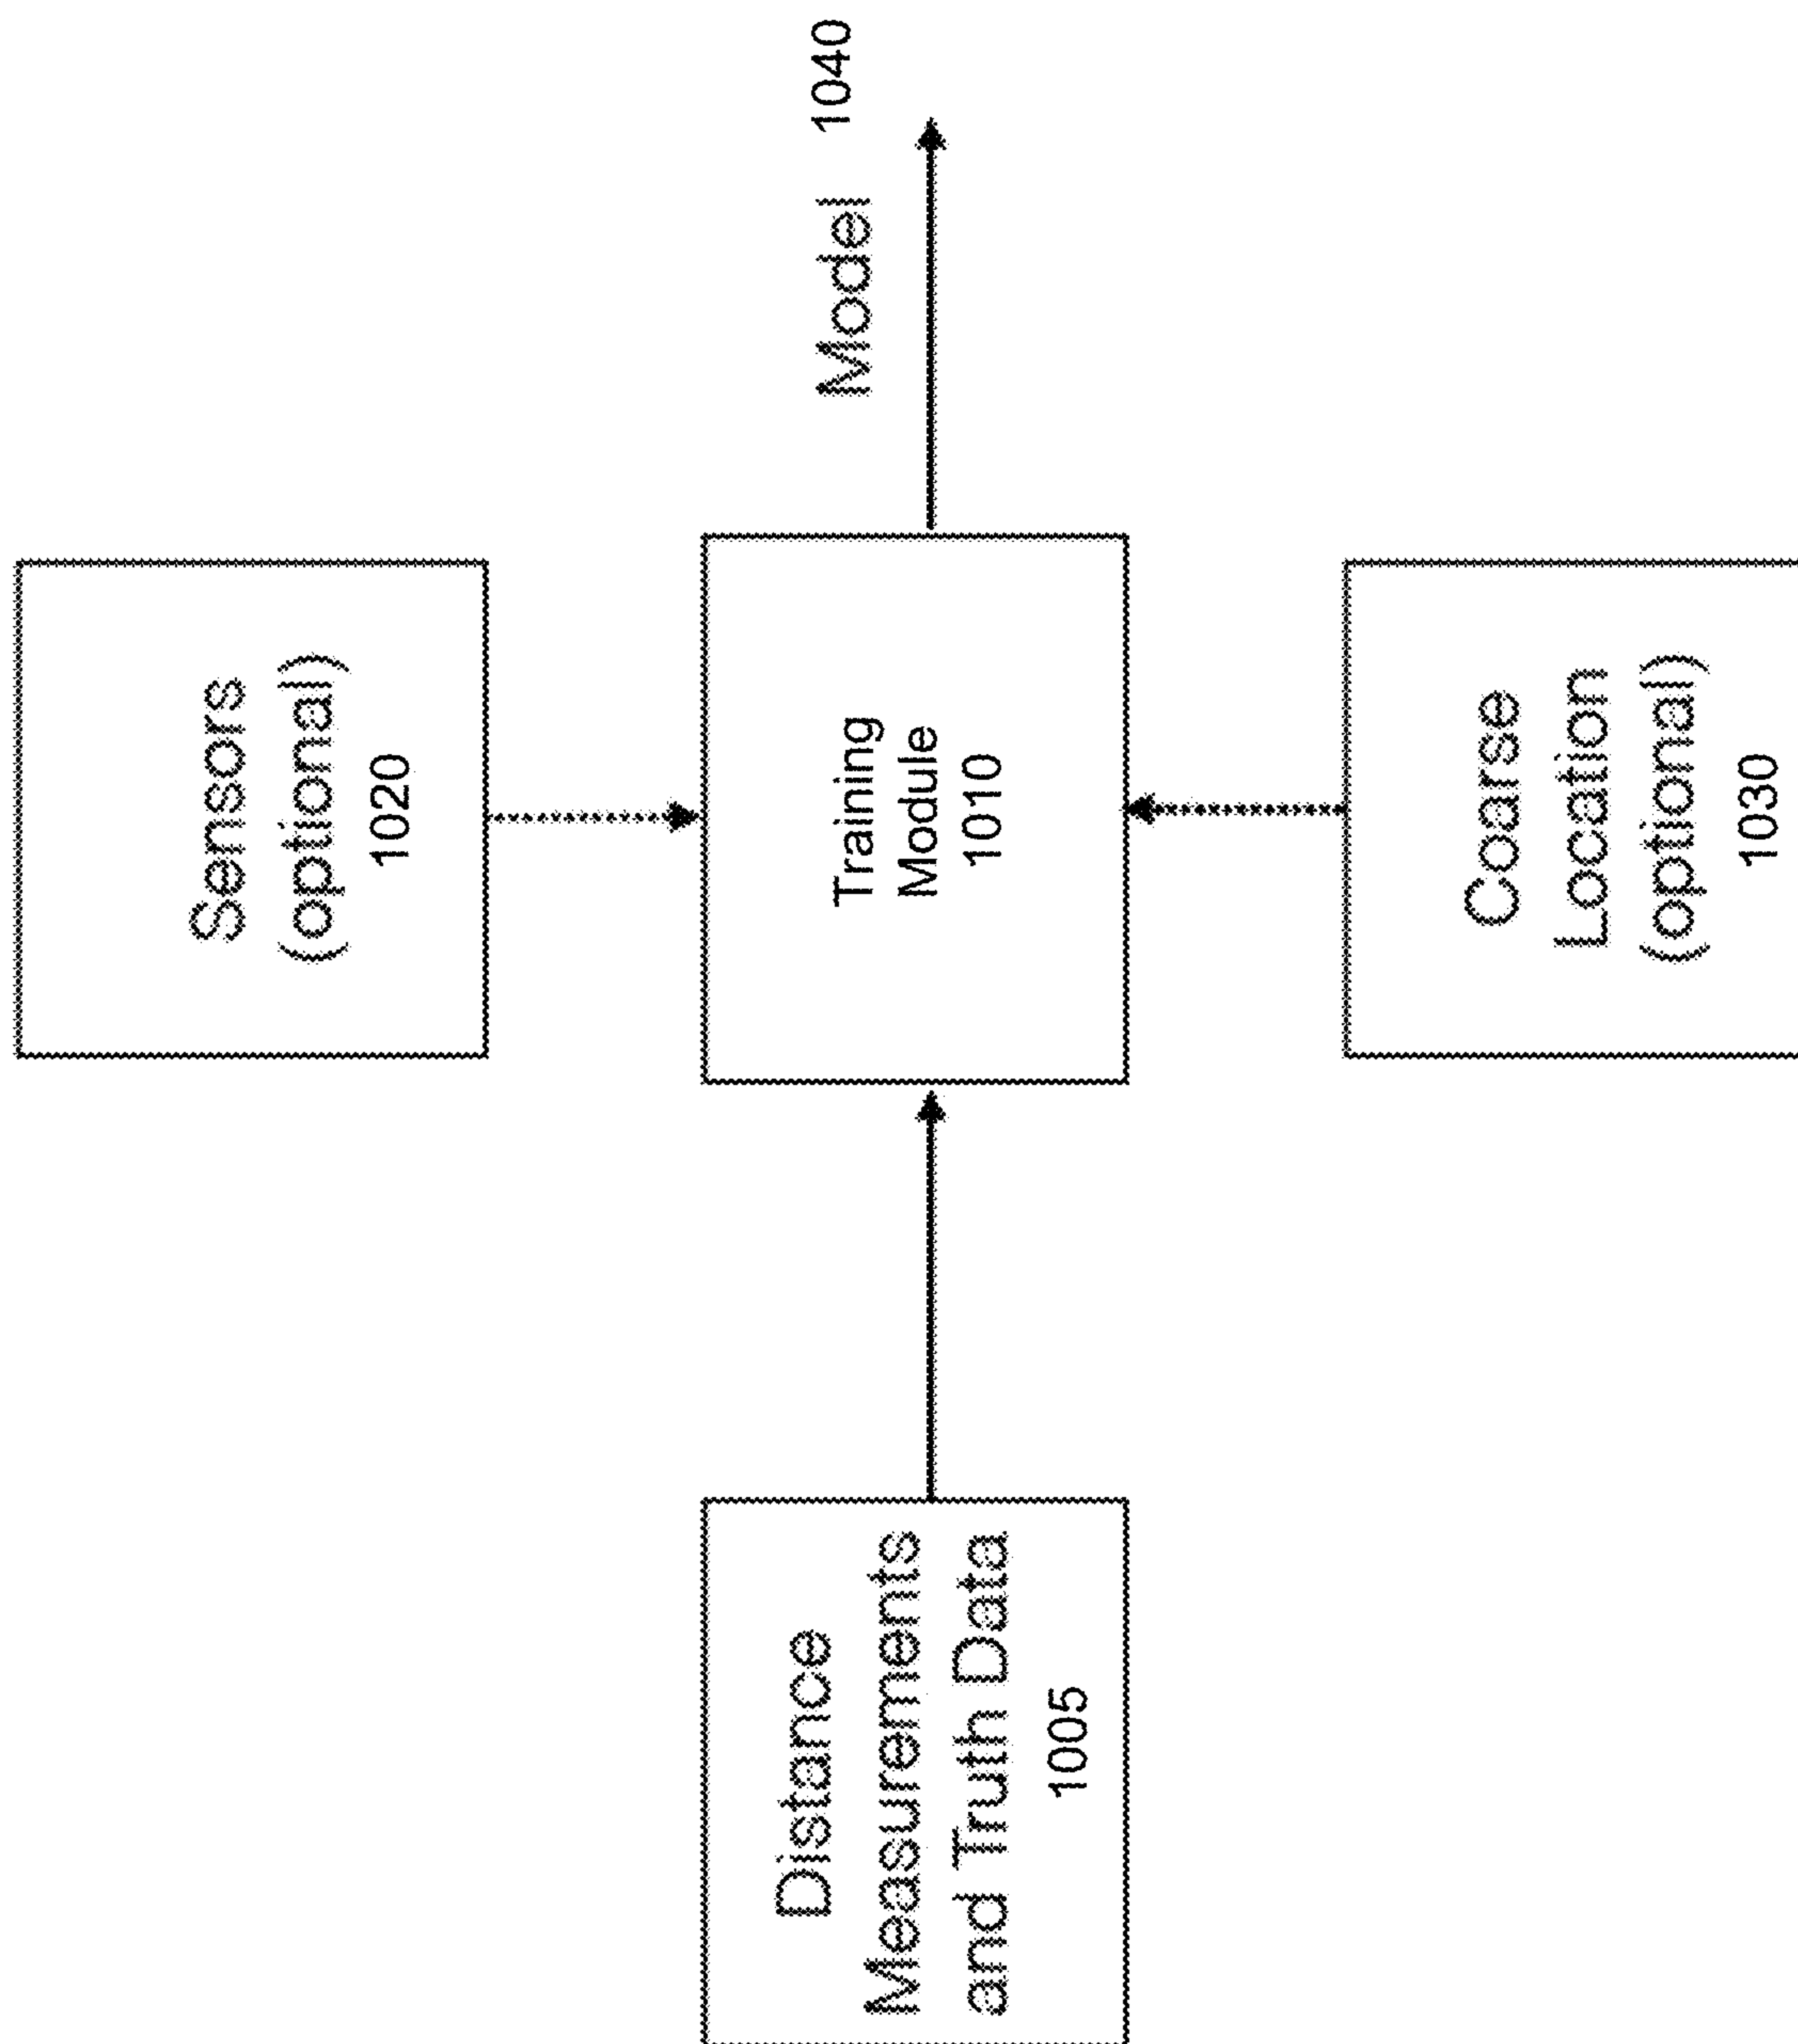 Sensors
(optional)
1020
Distance
Measurements
and Truth Data
1005
Training
Module
1010
Model 1040
Coarse
Location
(optional)
1030